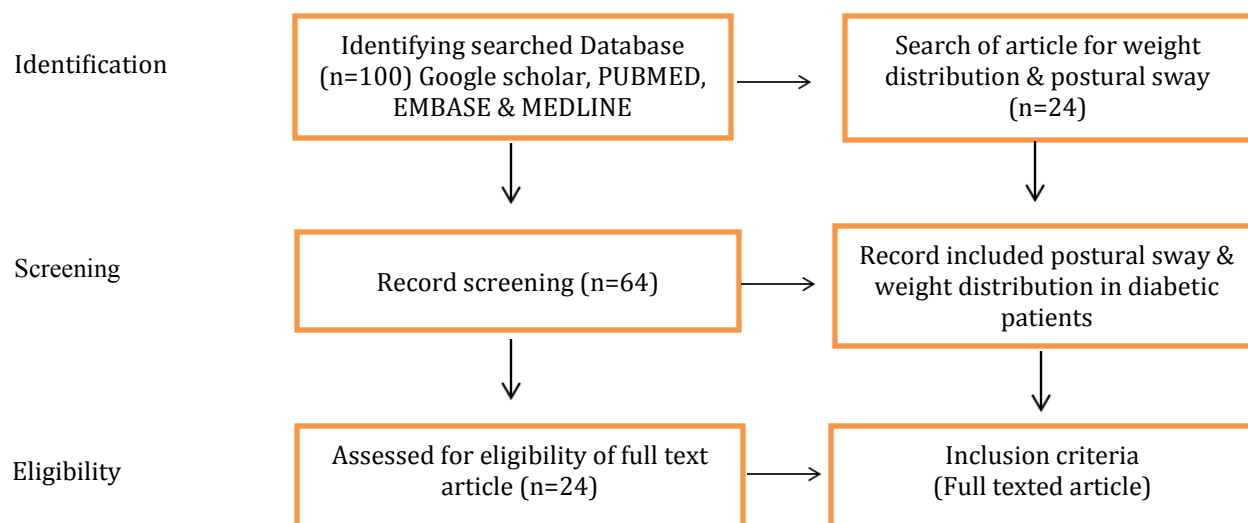 Identification
Identifying searched Database
(n=100) Google scholar, PUBMED,
EMBASE & MEDLINE
Search of article for weight
distribution & postural sway
(n=24)
Screening
Record screening (n=64)
Record included postural sway &
weight distribution in diabetic
patients
Eligibility
Assessed for eligibility of full text
article (n=24)
Inclusion criteria
(Full texted article)